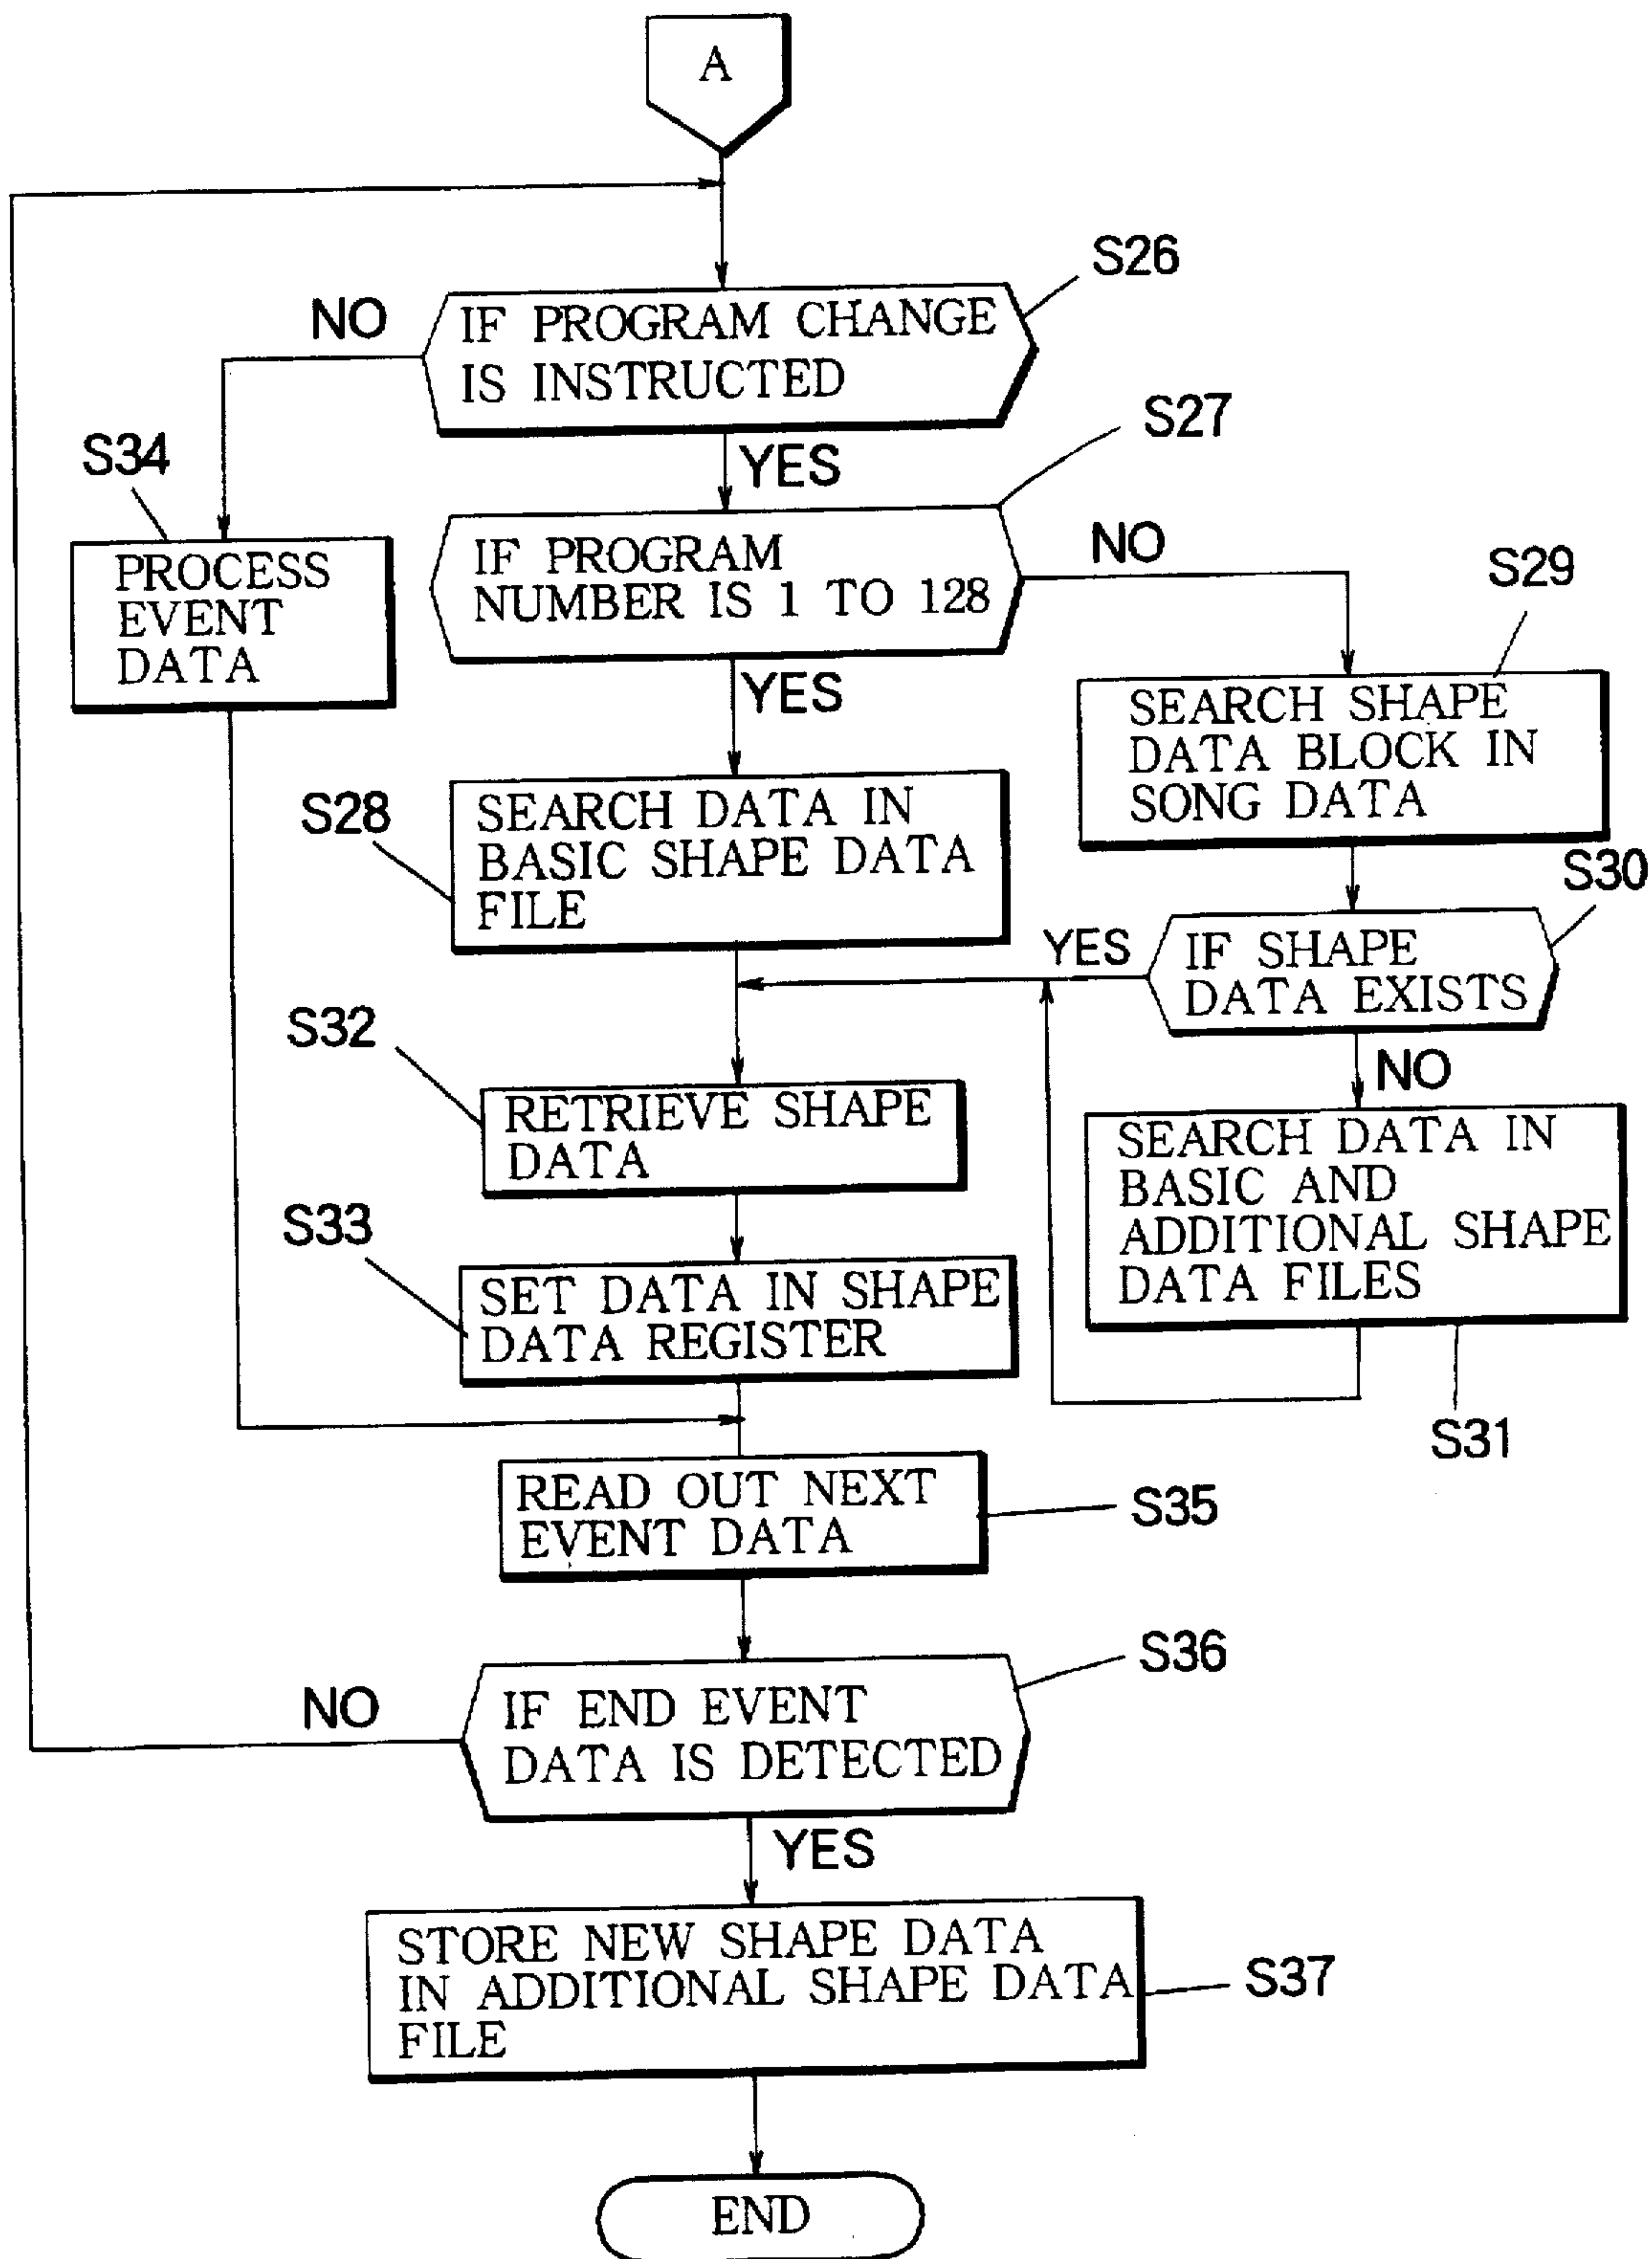 A
S26
NO
IF PROGRAM CHANGE
IS INSTRUCTED
S27
S34
YES
PROCESS
EVENT
DATA
IF PROGRAM
NUMBER IS 1 TO 128
NO
S29
YES
SEARCH SHAPE
DATA BLOCK IN
SONG DATA
S28
SEARCH DATA IN
BASIC SHAPE DATA
FILE
S30
YES
IF SHAPE
DATA EXISTS
S32
NO
RETRIEVE SHAPE
DATA
SEARCH DATA IN
BASIC AND
ADDITIONAL SHAPE
DATA FILES
S33
SET DATA IN SHAPE
DATA REGISTER
S31
READ OUT NEXT
EVENT DATA
S35
S36
NO
IF END EVENT
DATA IS DETECTED
YES
STORE NEW SHAPE DATA
IN ADDITIONAL SHAPE DATA
FILE
S37
END